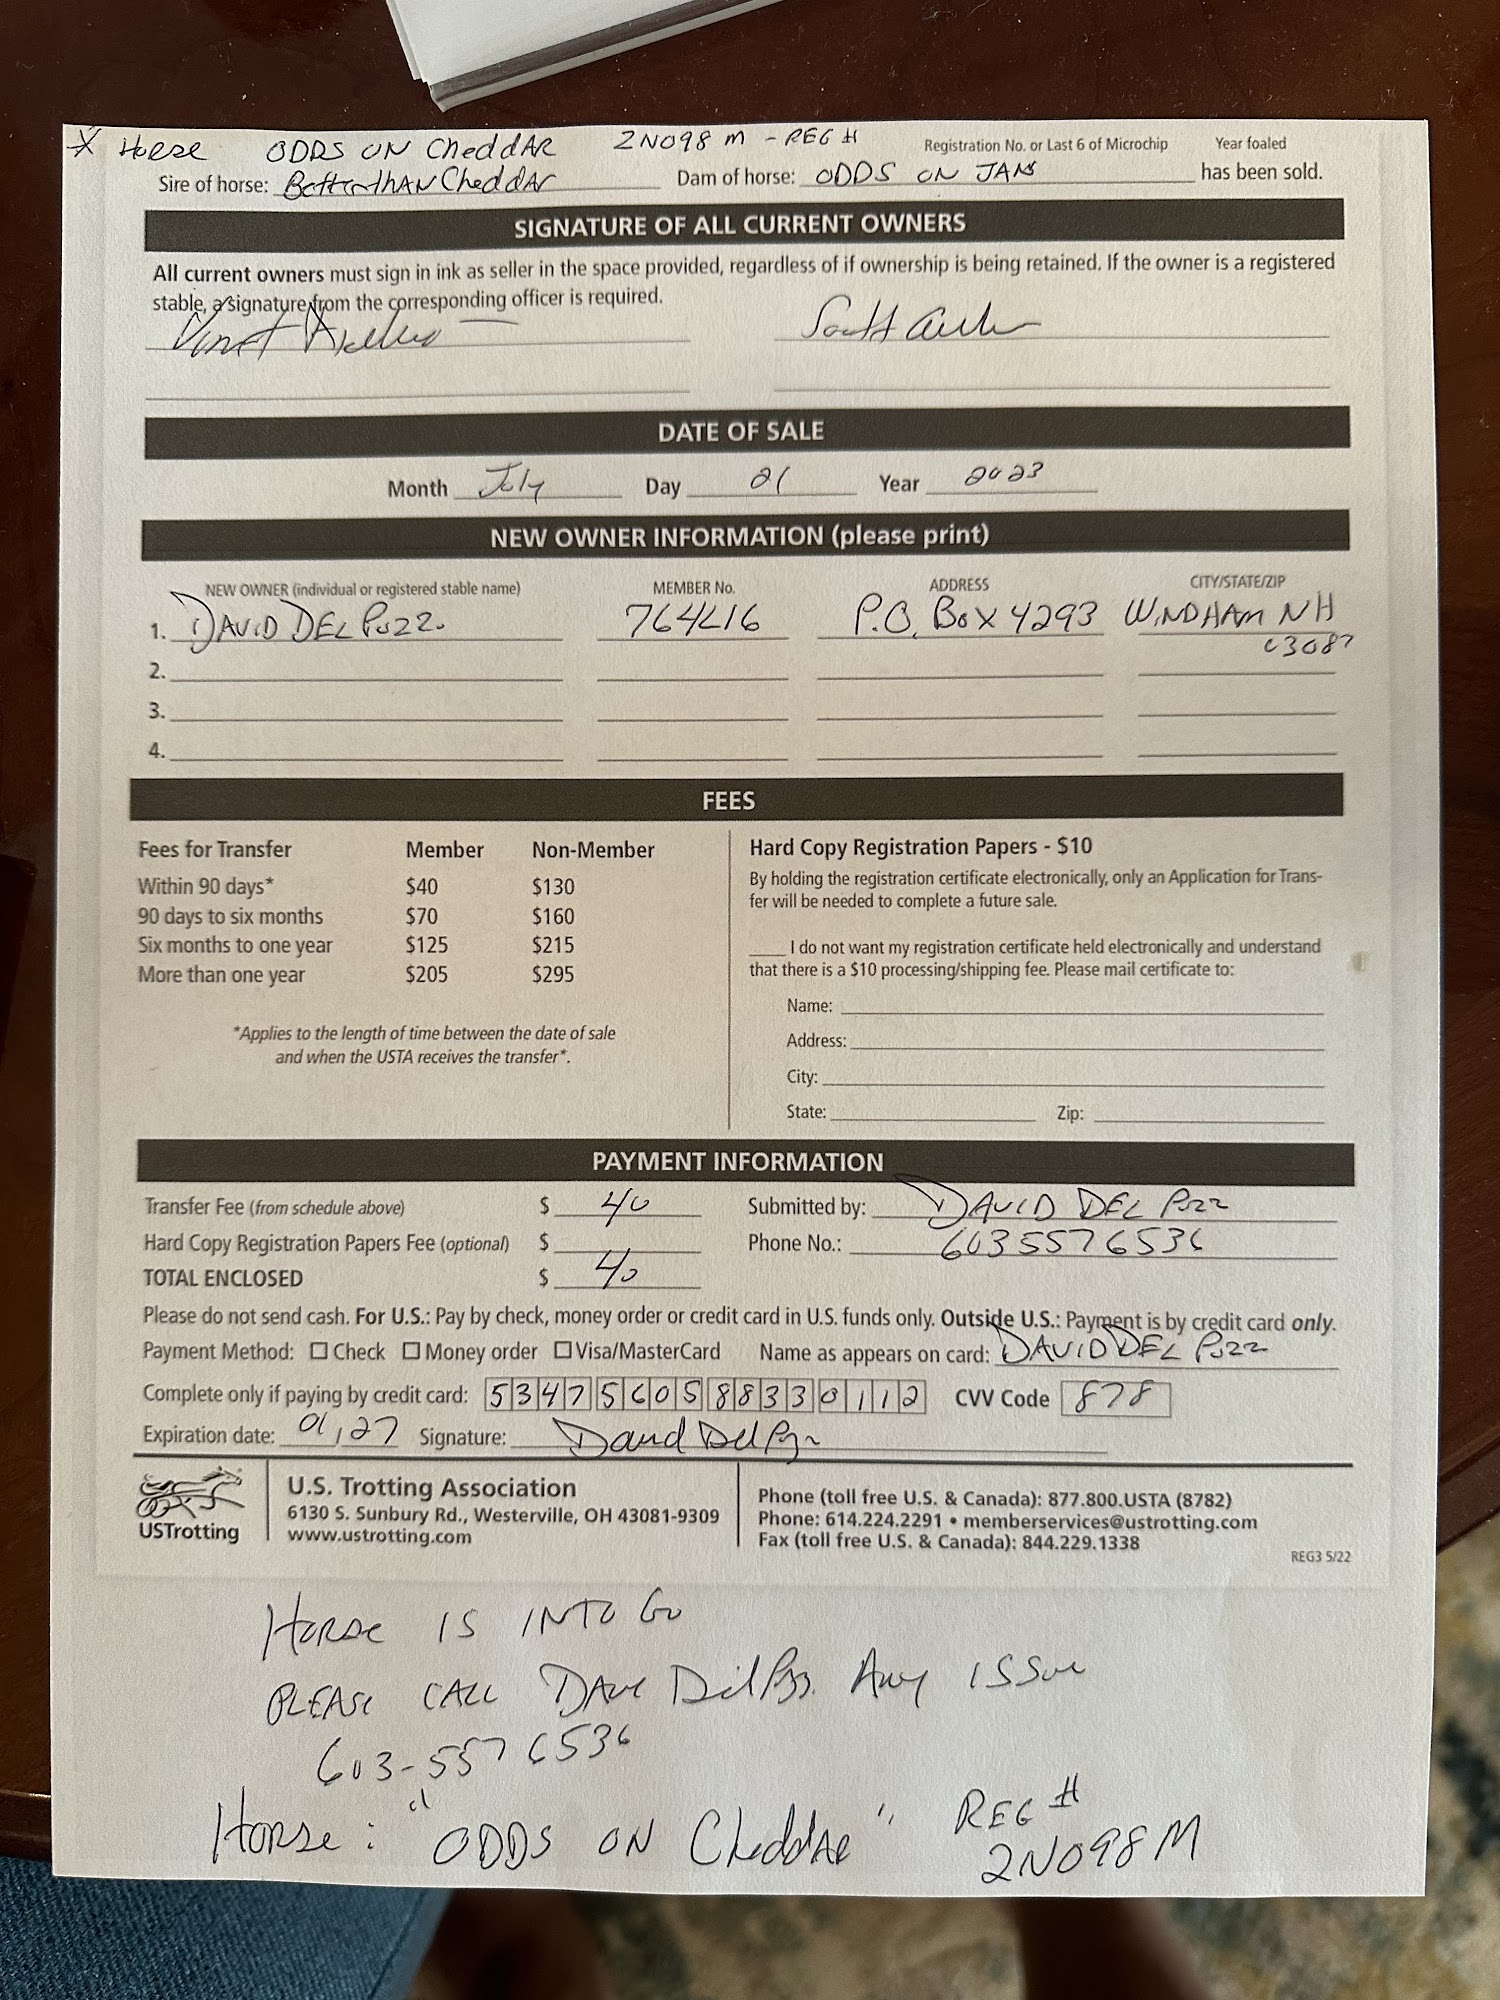 X Horse ODDS ON CheddAR 2N098M - REG # Registration No. or Last 6 of Microchip Year foaled
Sire of horse: BetterthAN CheddAr Dam of horse: ODDS ON JANS has been sold.
SIGNATURE OF ALL CURRENT OWNERS
All current owners must sign in ink as seller in the space provided, regardless of if ownership is being retained. If the owner is a registered
stable, a signature from the corresponding officer is required.
DATE OF SALE
Month July Day 21 Year 2023
NEW OWNER INFORMATION (please print)
NEW OWNER (individual or registered stable name) MEMBER No. ADDRESS CITY/STATE/ZIP
1. DAVID DEL Pozz. 764L16 P.O. Box 4293 WINDHAM NH
03087
2.
3.
4.
FEES
Fees for Transfer Member Non-Member
Within 90 days* $40 $130
90 days to six months $70 $160
Six months to one year $125 $215
More than one year $205 $295
*Applies to the length of time between the date of sale
and when the USTA receives the transfer*.
Hard Copy Registration Papers - $10
By holding the registration certificate electronically, only an Application for Trans-
fer will be needed to complete a future sale.
I do not want my registration certificate held electronically and understand
that there is a $10 processing/shipping fee. Please mail certificate to:
Name:
Address:
City:
State: Zip:
PAYMENT INFORMATION
Transfer Fee (from schedule above) $ 40 Submitted by: DAVID DEL Pozz
Hard Copy Registration Papers Fee (optional) $ Phone No.: 6035576536
TOTAL ENCLOSED $ 40
Please do not send cash. For U.S.: Pay by check, money order or credit card in U.S. funds only. Outside U.S.: Payment is by credit card only.
Payment Method: ☐ Check ☐ Money order ☐ Visa/MasterCard Name as appears on card: DAVID DEL Pozz
Complete only if paying by credit card: [card number redacted] CVV Code [redacted]
Expiration date: [redacted] Signature: David Del Pozz
USTrotting
U.S. Trotting Association
6130 S. Sunbury Rd., Westerville, OH 43081-9309
www.ustrotting.com
Phone (toll free U.S. & Canada): 877.800.USTA (8782)
Phone: 614.224.2291 • memberservices@ustrotting.com
Fax (toll free U.S. & Canada): 844.229.1338
REG3 5/22
Horse IS INTO Go
PLEASE CALL DAVE Del Pozz. Any ISSue
603-557 6536
Horse: "ODDS ON CheddAR" REG #
2N098M